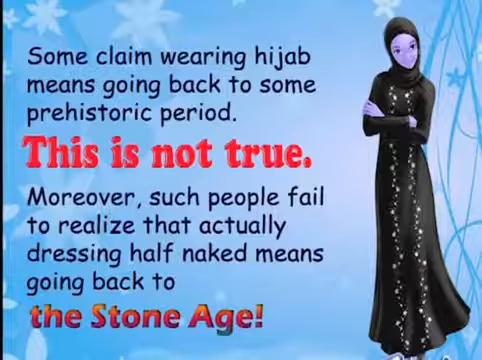 Some claim wearing hijab
means going back to some
prehistoric period.
This is not true.
Moreover, such people fail
to realize that actually
dressing half naked means
going back to
the Stone Age!